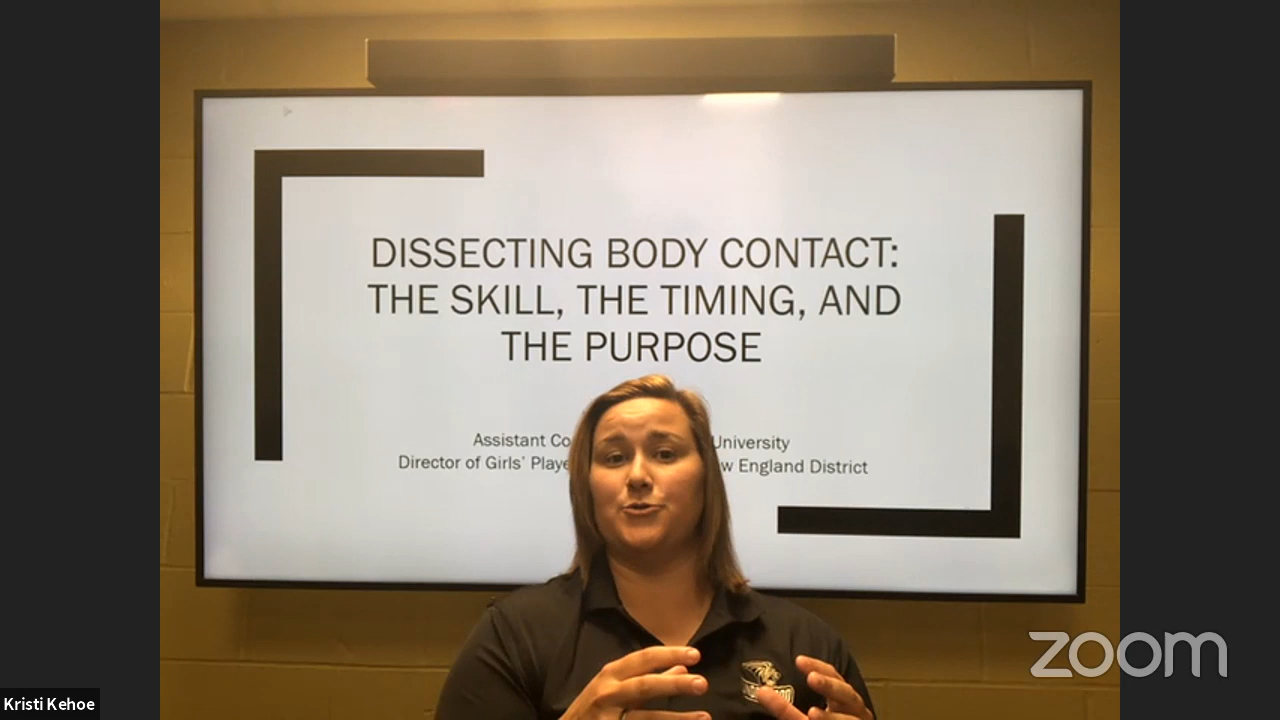 DISSECTING BODY CONTACT:
THE SKILL, THE TIMING, AND
THE PURPOSE
Assistant Co University
Director of Girls' Playe w England District
zoom
Kristi Kehoe